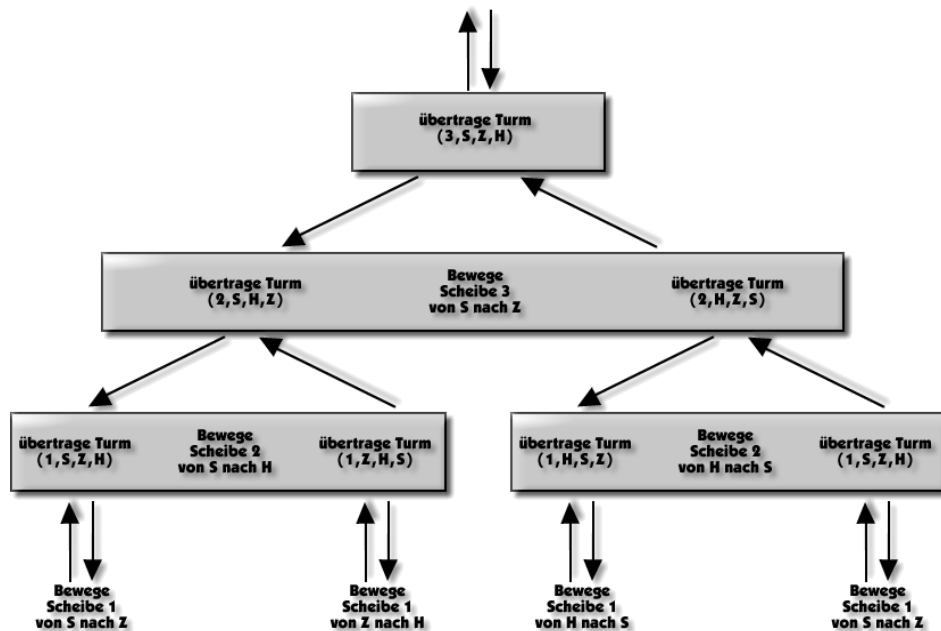 übertrage Turm
(3,S,Z,H)
übertrage Turm
(2,S,H,Z)
Bewege
Scheibe 3
von S nach Z
übertrage Turm
(2,H,Z,S)
übertrage Turm
(1,S,Z,H)
Bewege
Scheibe 2
von S nach H
übertrage Turm
(1,Z,H,S)
übertrage Turm
(1,H,S,Z)
Bewege
Scheibe 2
von H nach S
übertrage Turm
(1,S,Z,H)
Bewege
Scheibe 1
von S nach Z
Bewege
Scheibe 1
von Z nach H
Bewege
Scheibe 1
von H nach S
Bewege
Scheibe 1
von S nach Z